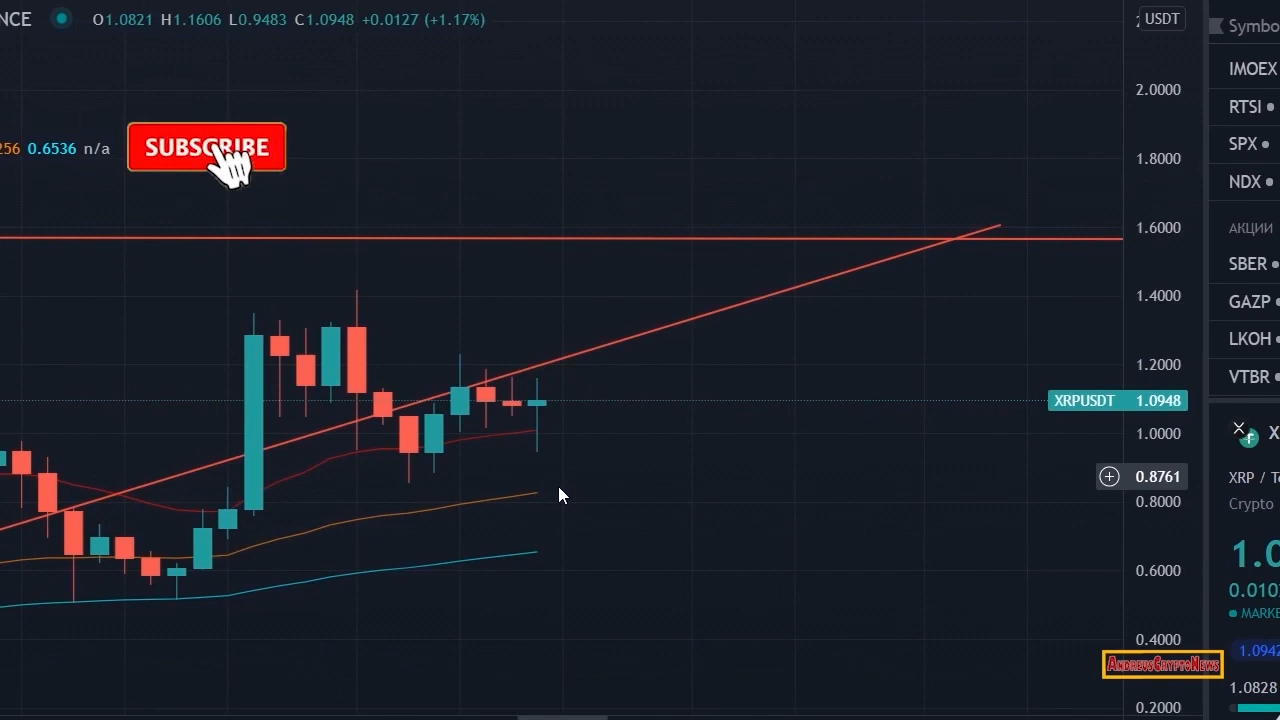 NCE O1.0821 H1.1606 L0.9483 C1.0948 +0.0127 (+1.17%)
256 0.6536 n/a
SUBSCRIBE
USDT
2.0000
1.8000
1.6000
1.4000
1.2000
XRPUSDT 1.0948
1.0000
0.8761
0.8000
0.6000
0.4000
0.2000
ANDREVSCRYPTONEWS
Symbo
IMOEX
RTSI
SPX
NDX
АКЦИИ
SBER
GAZP
LKOH
VTBR
X
XRP / Te
Crypto
1.0
0.010
MARKE
1.0942
1.0828